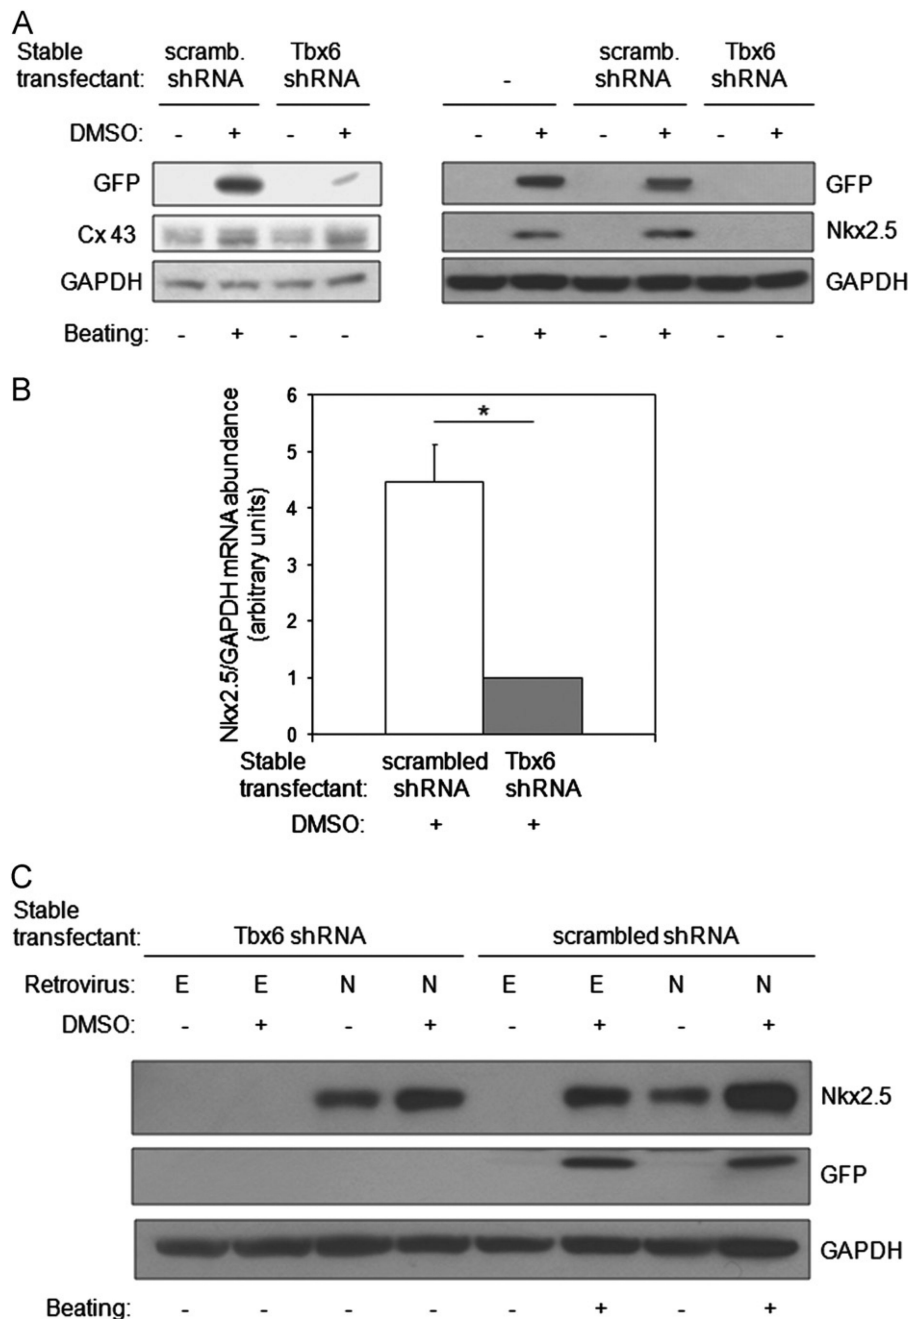 A
Stable scramb. Tbx6 scramb. Tbx6
transfectant: shRNA shRNA - shRNA shRNA
DMSO: - + - + - + - + - +
GFP GFP
Cx 43 Nkx2.5
GAPDH GAPDH
Beating: - + - - - + - + - -
B
Nkx2.5/GAPDH mRNA abundance
(arbitrary units)
6
*
5
4
3
2
1
0
Stable scrambled Tbx6
transfectant: shRNA shRNA
DMSO: + +
C
Stable
transfectant: Tbx6 shRNA scrambled shRNA
Retrovirus: E E N N E E N N
DMSO: - + - + - + - +
Nkx2.5
GFP
GAPDH
Beating: - - - - - + - +